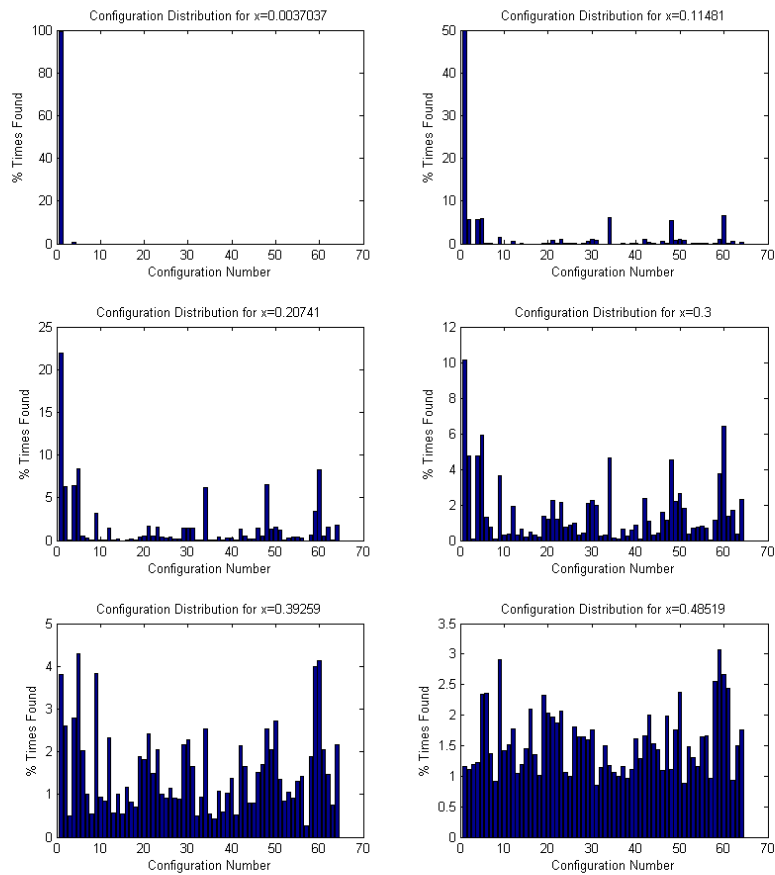 Configuration Distribution for x=0.0037037
100
80
60
40
20
0
% Times Found
0 10 20 30 40 50 60 70
Configuration Number
Configuration Distribution for x=0.11481
50
40
30
20
10
0
% Times Found
0 10 20 30 40 50 60 70
Configuration Number
Configuration Distribution for x=0.20741
25
20
15
10
5
0
% Times Found
0 10 20 30 40 50 60 70
Configuration Number
Configuration Distribution for x=0.3
12
10
8
6
4
2
0
% Times Found
0 10 20 30 40 50 60 70
Configuration Number
Configuration Distribution for x=0.39259
5
4
3
2
1
0
% Times Found
0 10 20 30 40 50 60 70
Configuration Number
Configuration Distribution for x=0.48519
3.5
3
2.5
2
1.5
1
0.5
0
% Times Found
0 10 20 30 40 50 60 70
Configuration Number